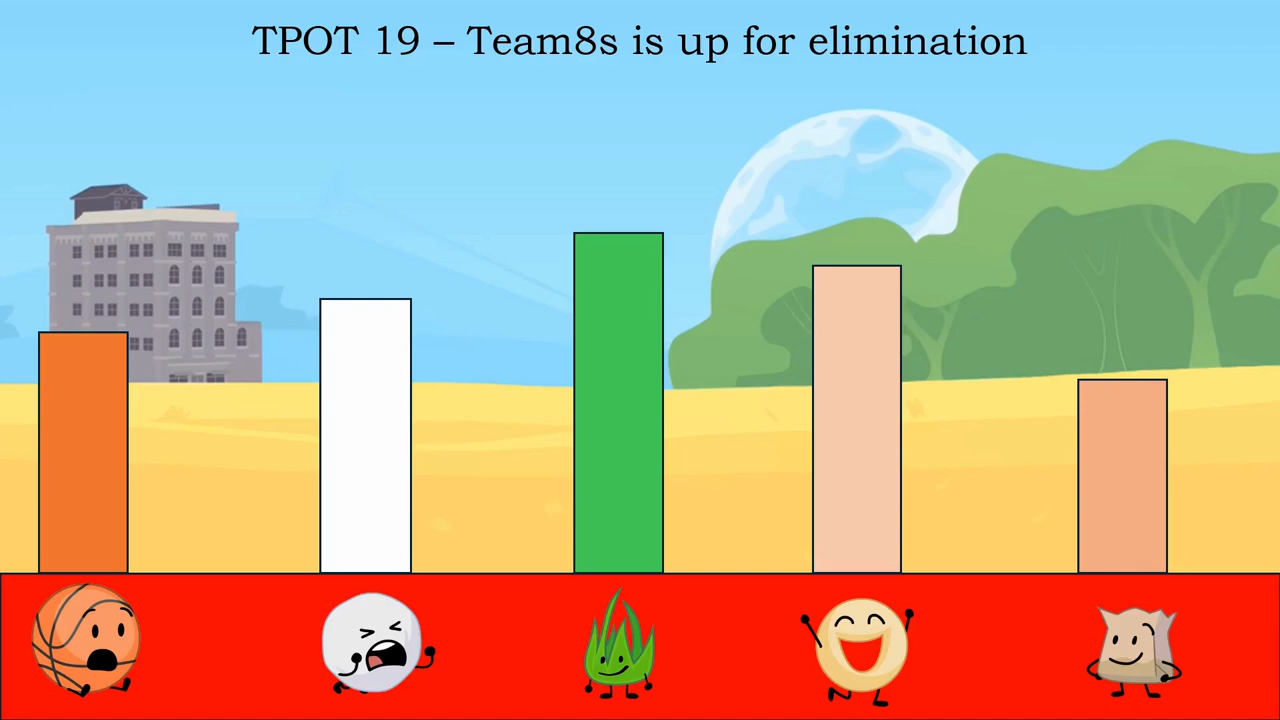 TPOT 19 – Team8s is up for elimination